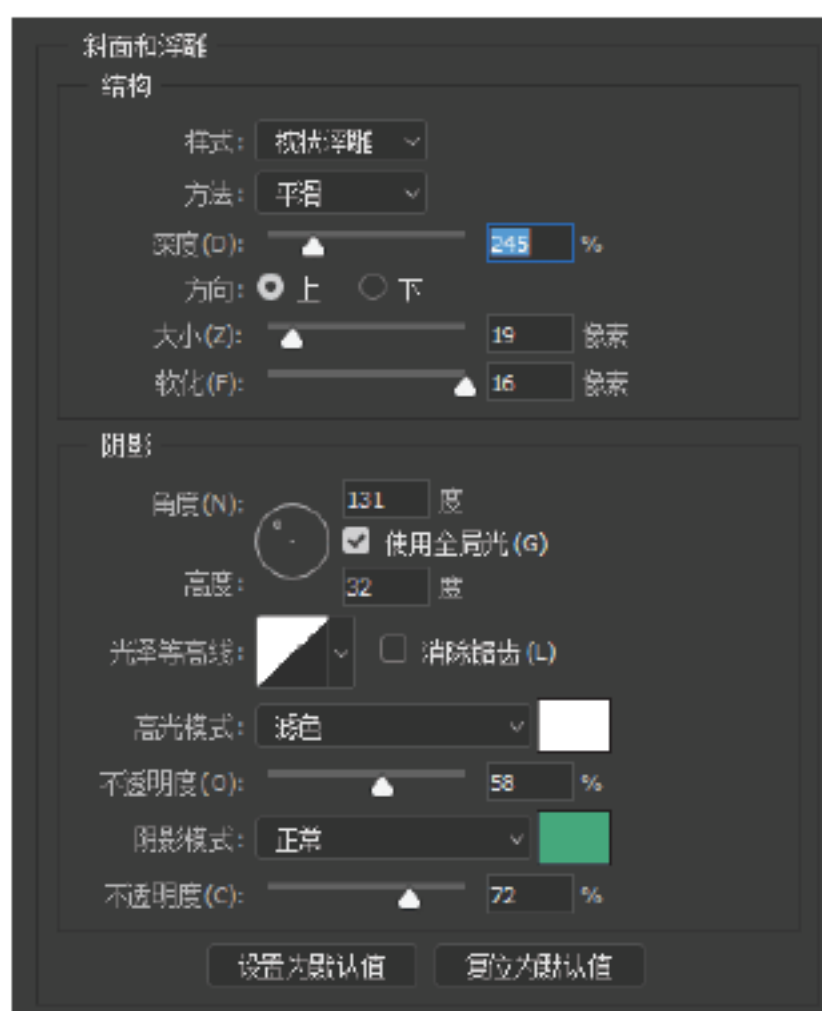 斜面和浮雕
结构
样式: 枕状浮雕
方法: 平滑
深度(D): 245 %
方向: 上 下
大小(Z): 19 像素
软化(F): 16 像素
阴影
角度(N): 131 度
使用全局光(G)
高度: 32 度
光泽等高线: 消除锯齿(L)
高光模式: 滤色
不透明度(O): 58 %
阴影模式: 正常
不透明度(C): 72 %
设置为默认值 复位为默认值